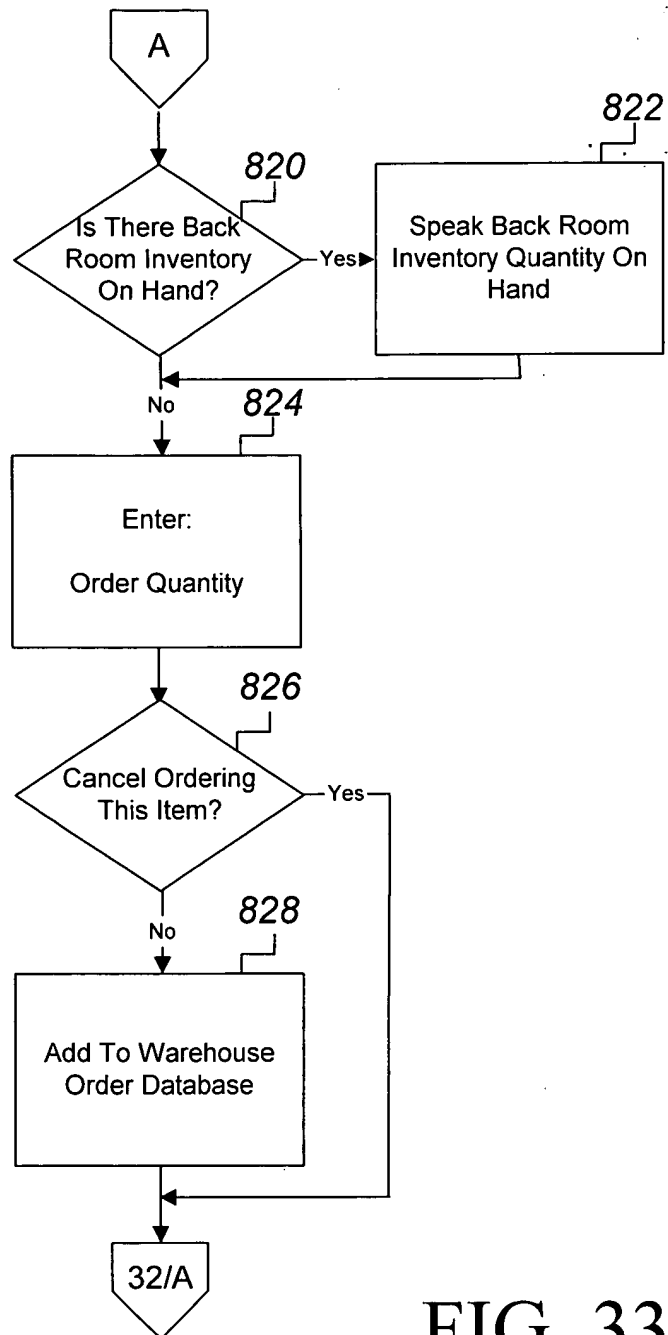 A
820
Is There Back
Room Inventory
On Hand?
Yes
822
Speak Back Room
Inventory Quantity On
Hand
No
824
Enter:
Order Quantity
826
Cancel Ordering
This Item?
Yes
No
828
Add To Warehouse
Order Database
32/A
FIG. 33